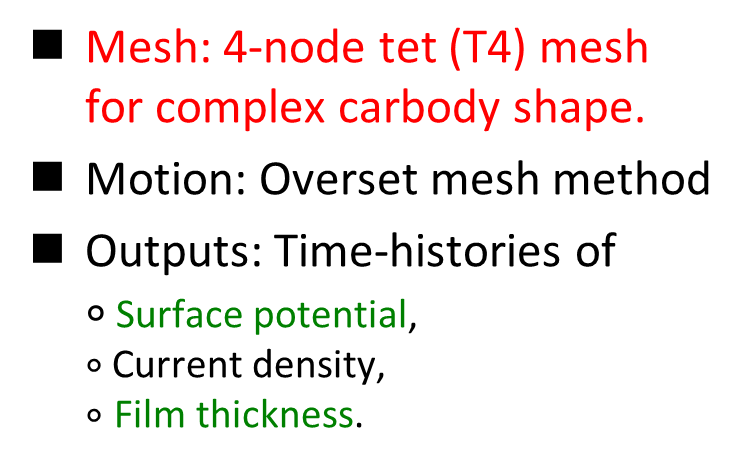 ■ Mesh: 4-node tet (T4) mesh
for complex carbody shape.
■ Motion: Overset mesh method
■ Outputs: Time-histories of
○ Surface potential,
○ Current density,
○ Film thickness.